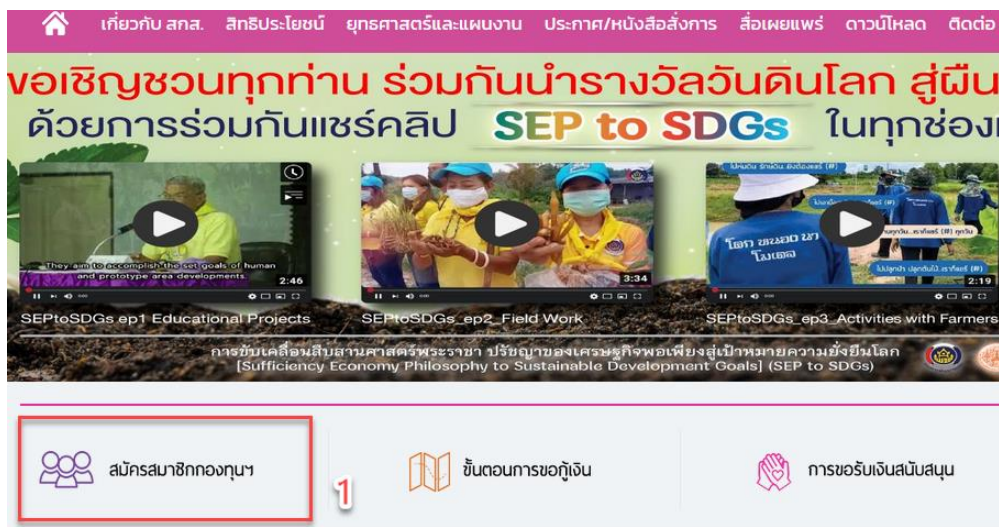 เกี่ยวกับ สกส. สิทธิประโยชน์ ยุทธศาสตร์และแผนงาน ประกาศ/หนังสือสั่งการ สื่อเผยแพร่ ดาวน์โหลด ติดต่อ
ขอเชิญชวนทุกท่าน ร่วมกันนำรางวัลวันดินโลก สู่ผืน
ด้วยการร่วมกันแชร์คลิป SEP to SDGs ในทุกช่อง
They aim to accomplish the set goals of human
and prototype area developments.
2:46
3:34
2:19
SEPtoSDGs ep1 Educational Projects
SEPtoSDGs_ep2_Field Work
SEPtoSDGs_ep3_Activities with Farmers
การขับเคลื่อนสืบสานศาสตร์พระราชา ปรัชญาของเศรษฐกิจพอเพียงสู่เป้าหมายความยั่งยืนโลก
[Sufficiency Economy Philosophy to Sustainable Development Goals] (SEP to SDGs)
สมัครสมาชิกกองทุนฯ
1
ขั้นตอนการขอกู้เงิน
การขอรับเงินสนับสนุน